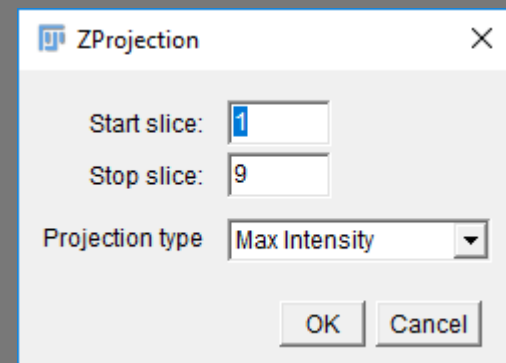 ZProjection
Start slice: 1
Stop slice: 9
Projection type Max Intensity
OK Cancel